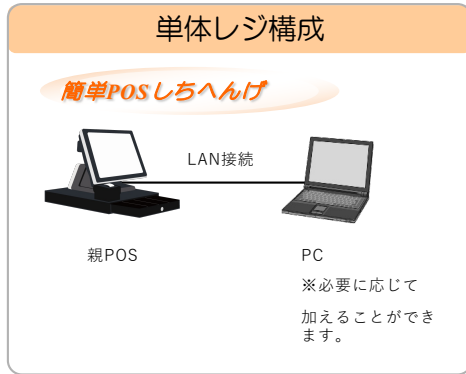 単体レジ構成
簡単POSしちへんげ
LAN接続
親POS
PC
※必要に応じて
加えることができ
ます。